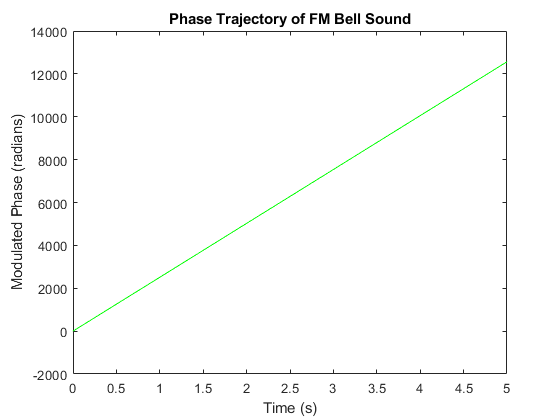 Phase Trajectory of FM Bell Sound
14000
12000
10000
8000
6000
4000
2000
0
-2000
Modulated Phase (radians)
0 0.5 1 1.5 2 2.5 3 3.5 4 4.5 5
Time (s)